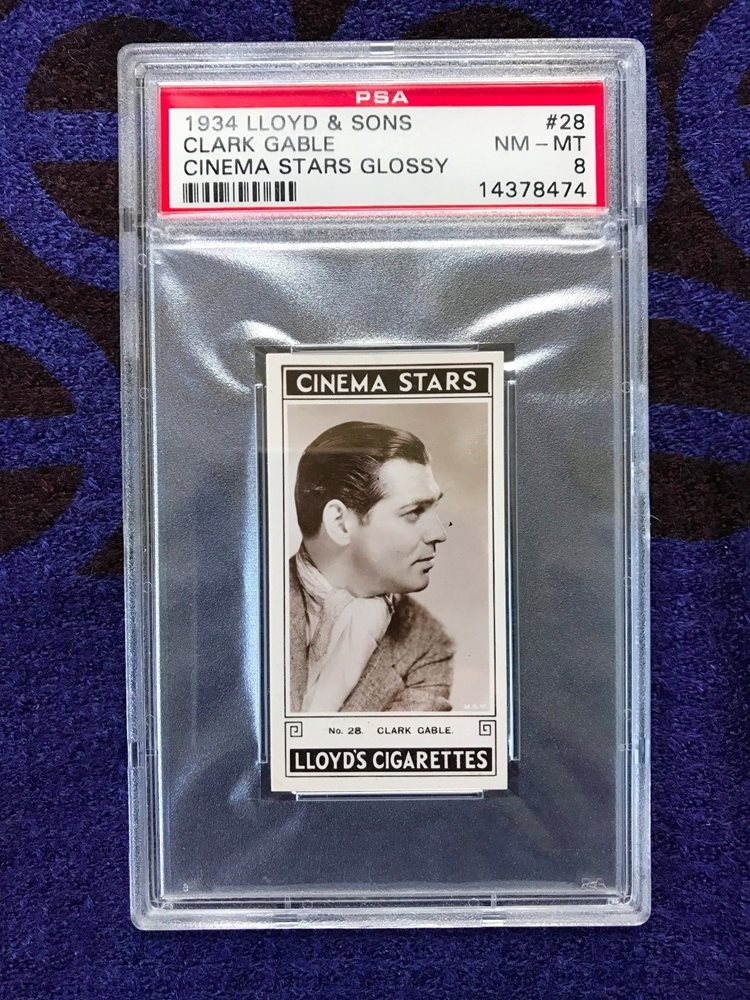 PSA
1934 LLOYD & SONS #28
CLARK GABLE NM - MT
CINEMA STARS GLOSSY 8
14378474
CINEMA STARS
M.G.M.
No. 28. CLARK GABLE.
LLOYD'S CIGARETTES